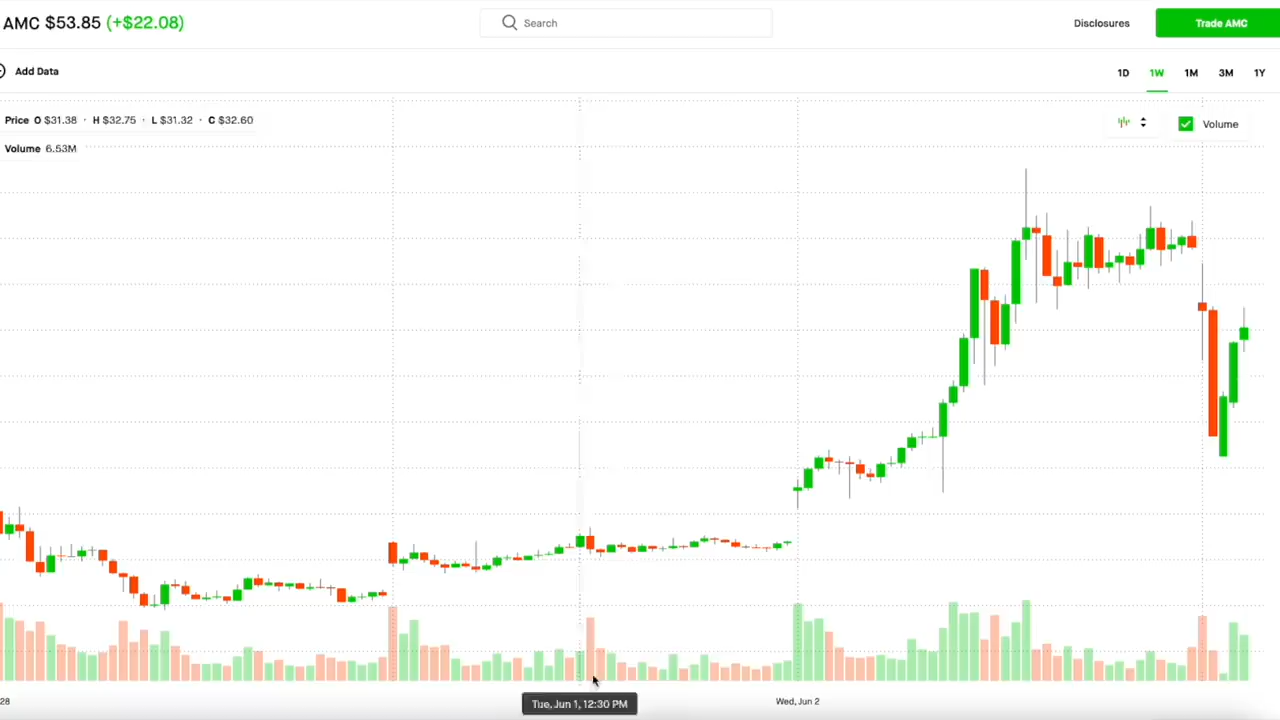 AMC $53.85 (+$22.08)
Search
Disclosures
Trade AMC
Add Data
1D 1W 1M 3M 1Y
Price O $31.38 · H $32.75 · L $31.32 · C $32.60
Volume
Volume 6.53M
28
Tue, Jun 1, 12:30 PM
Wed, Jun 2